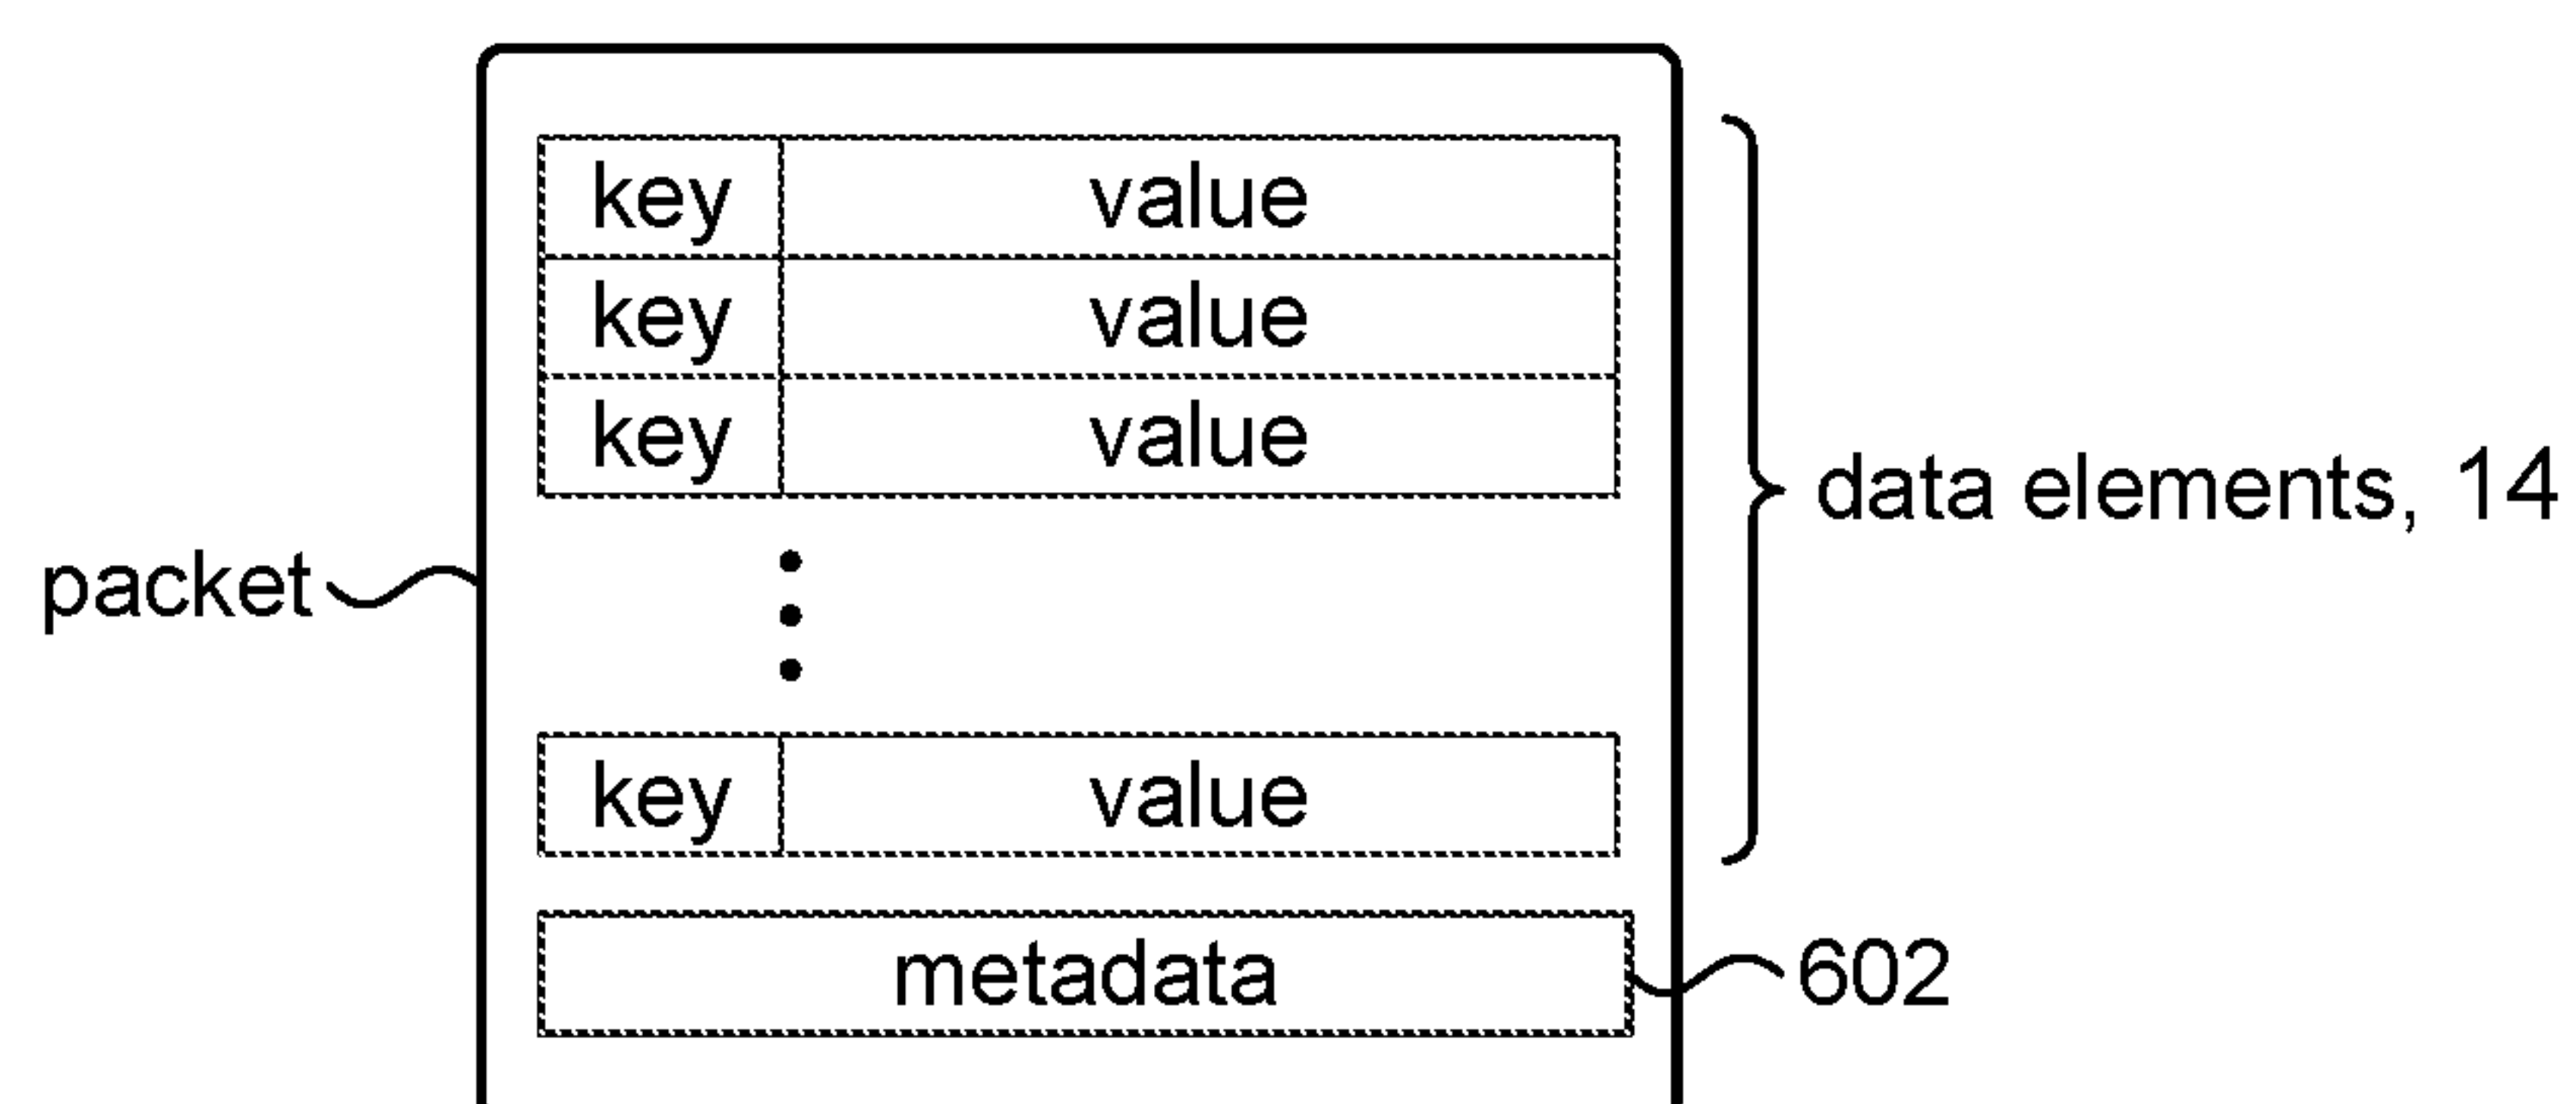 key value
key value
key value
data elements, 14
packet
key value
metadata
602